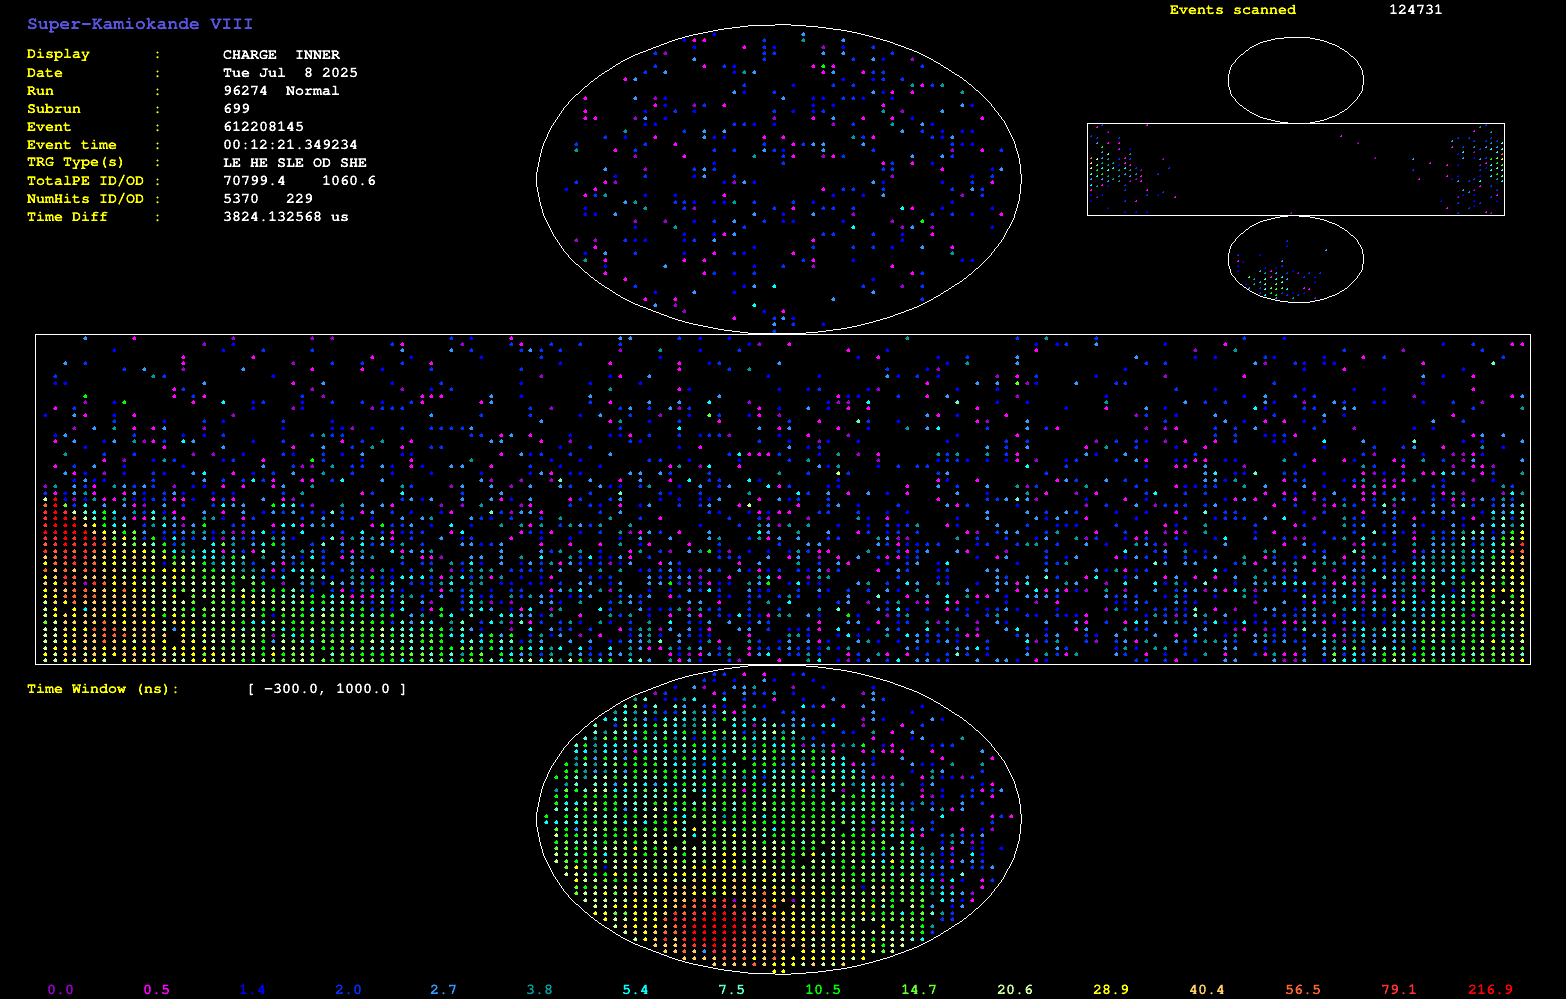 Super-Kamiokande VIII
Events scanned 124731
Display : CHARGE INNER
Date : Tue Jul 8 2025
Run : 96274 Normal
Subrun : 699
Event : 612208145
Event time : 00:12:21.349234
TRG Type(s) : LE HE SLE OD SHE
TotalPE ID/OD : 70799.4 1060.6
NumHits ID/OD : 5370 229
Time Diff : 3824.132568 us
Time Window (ns): [ -300.0, 1000.0 ]
0.0 0.5 1.4 2.0 2.7 3.8 5.4 7.5 10.5 14.7 20.6 28.9 40.4 56.5 79.1 216.9